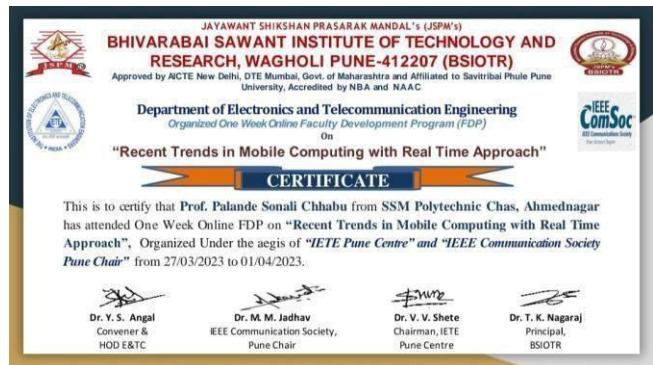 JAYAWANT SHIKSHAN PRASARAK MANDAL's (JSPM's)
BHIVARABAI SAWANT INSTITUTE OF TECHNOLOGY AND
RESEARCH, WAGHOLI PUNE-412207 (BSIOTR)
Approved by AICTE New Delhi, DTE Mumbai, Govt. of Maharashtra and Affiliated to Savitribai Phule Pune
University, Accredited by NBA and NAAC
JSPM
JSPM's
BSIOTR
Department of Electronics and Telecommunication Engineering
Organized One Week Online Faculty Development Program (FDP)
On
"Recent Trends in Mobile Computing with Real Time Approach"
IETE
INDIA
IEEE
ComSoc
IEEE Communications Society
CERTIFICATE
This is to certify that Prof. Palande Sonali Chhabu from SSM Polytechnic Chas, Ahmednagar
has attended One Week Online FDP on "Recent Trends in Mobile Computing with Real Time
Approach", Organized Under the aegis of "IETE Pune Centre" and "IEEE Communication Society
Pune Chair" from 27/03/2023 to 01/04/2023.
Dr. Y. S. Angal
Convener &
HOD E&TC
Dr. M. M. Jadhav
IEEE Communication Society,
Pune Chair
Dr. V. V. Shete
Chairman, IETE
Pune Centre
Dr. T. K. Nagaraj
Principal,
BSIOTR